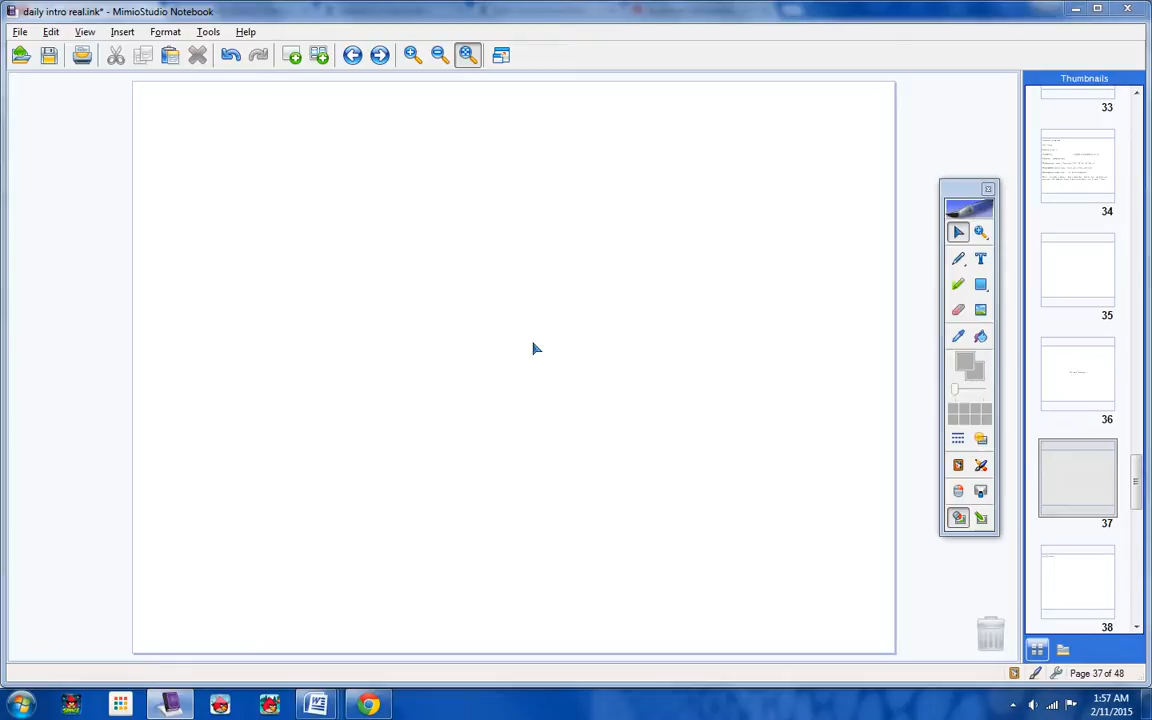 daily intro real.ink* - MimioStudio Notebook
File Edit View Insert Format Tools Help
Thumbnails
33
34
35
36
37
38
T
SPACE
W
Page 37 of 48
1:57 AM
2/11/2015